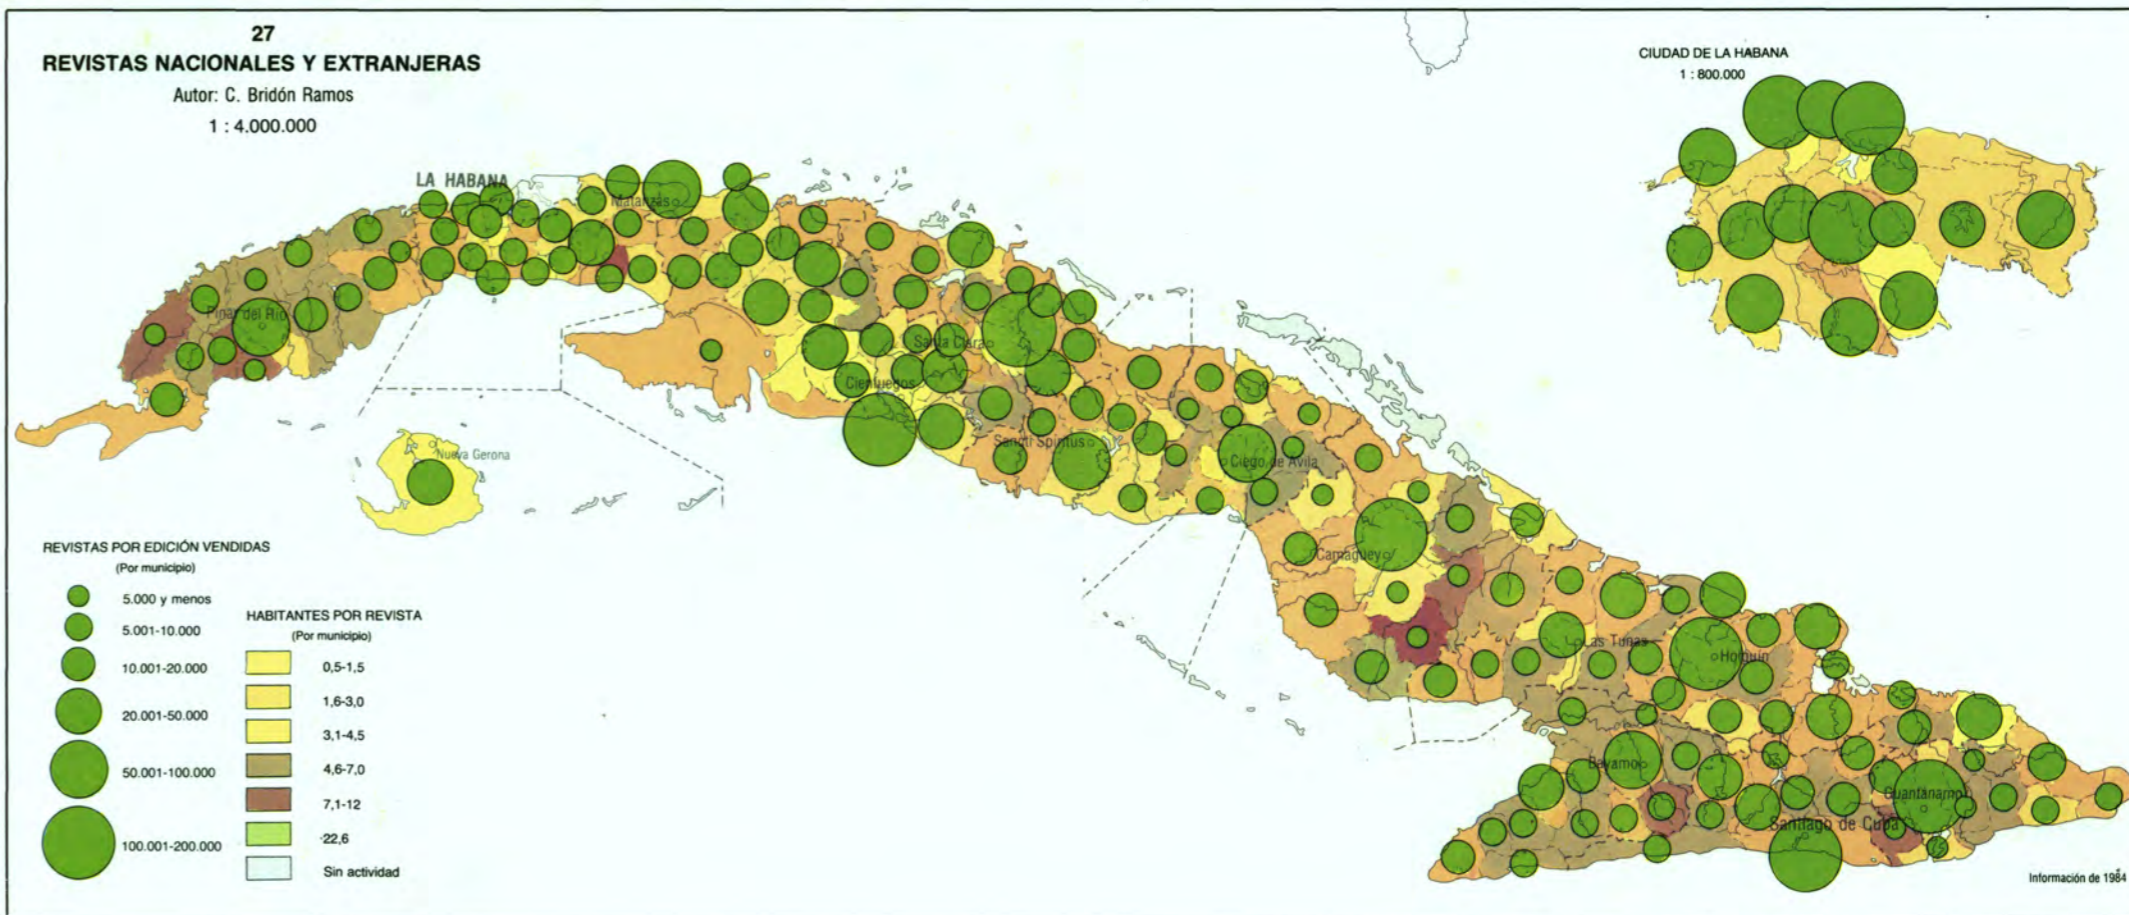 27
REVISTAS NACIONALES Y EXTRANJERAS
Autor: C. Bridón Ramos
1 : 4.000.000
CIUDAD DE LA HABANA
1 : 800.000
LA HABANA
Matanzas
Pinar del Río
Santa Clara
Cienfuegos
Nueva Gerona
Sancti Spíritus
Ciego de Avila
Camagüey
Las Tunas
Holguín
Bayamo
Guantánamo
Santiago de Cuba
REVISTAS POR EDICIÓN VENDIDAS
(Por municipio)
5.000 y menos
5.001-10.000
10.001-20.000
20.001-50.000
50.001-100.000
100.001-200.000
HABITANTES POR REVISTA
(Por municipio)
0,5-1,5
1,6-3,0
3,1-4,5
4,6-7,0
7,1-12
22,6
Sin actividad
Información de 1984